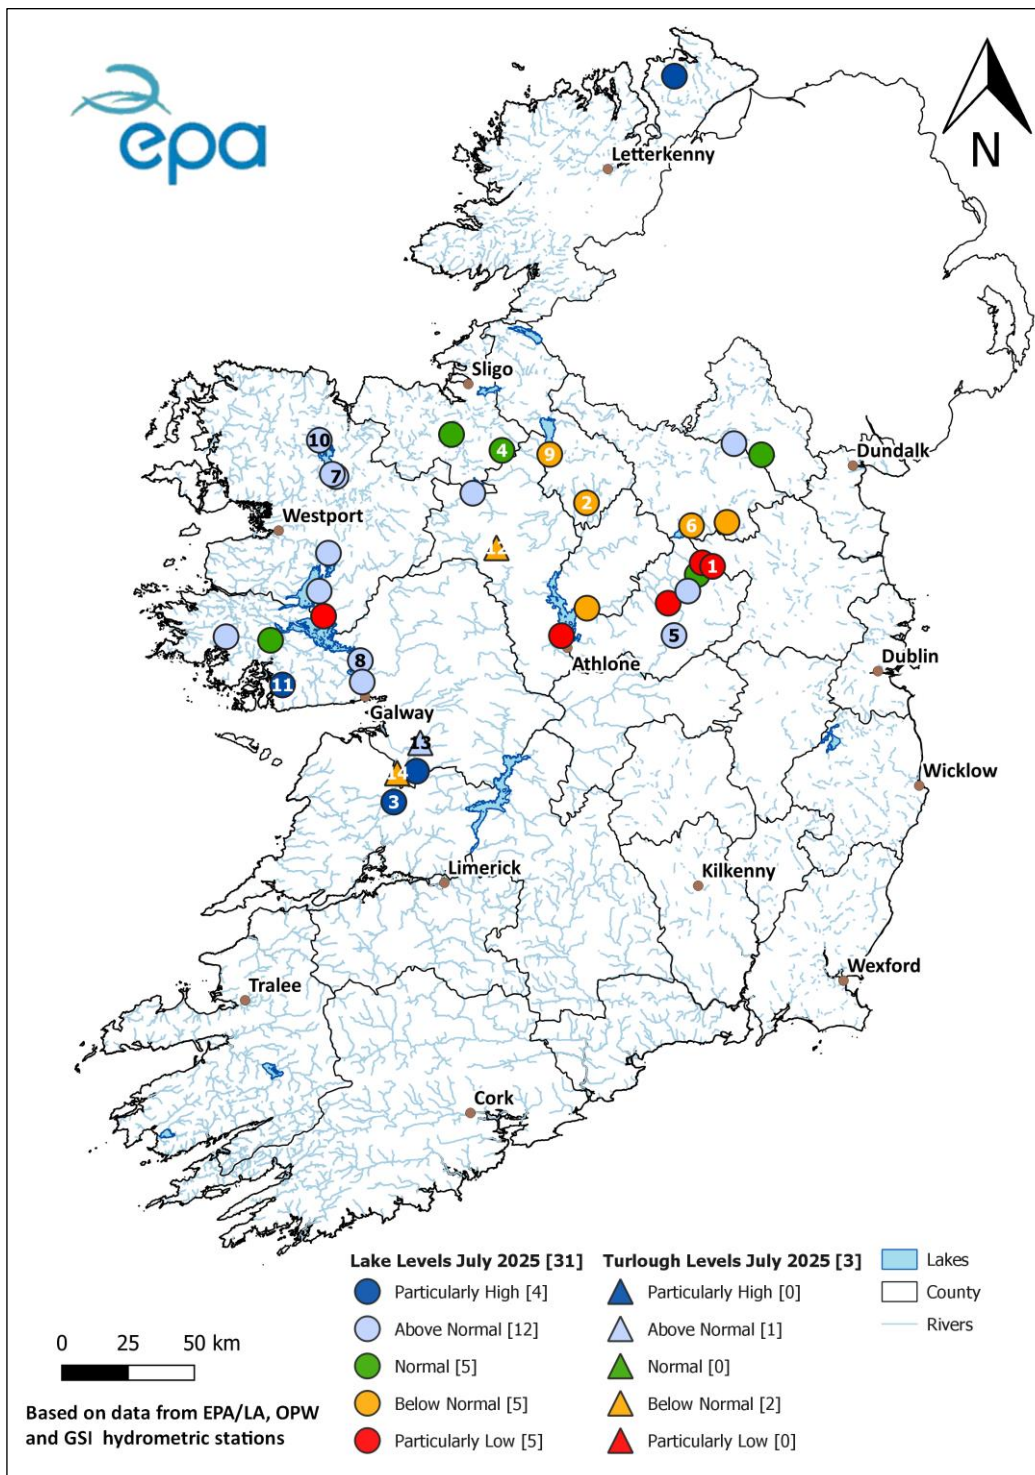 epa
N
Letterkenny
Sligo
10
4
9
Dundalk
7
2
Westport
6
12
1
5
Athlone
8
Dublin
11
Galway
13
14
3
Wicklow
Limerick
Kilkenny
Wexford
Tralee
Cork
Lake Levels July 2025 [31]
Particularly High [4]
Above Normal [12]
Normal [5]
Below Normal [5]
Particularly Low [5]
Turlough Levels July 2025 [3]
Particularly High [0]
Above Normal [1]
Normal [0]
Below Normal [2]
Particularly Low [0]
Lakes
County
Rivers
0 25 50 km
Based on data from EPA/LA, OPW
and GSI hydrometric stations